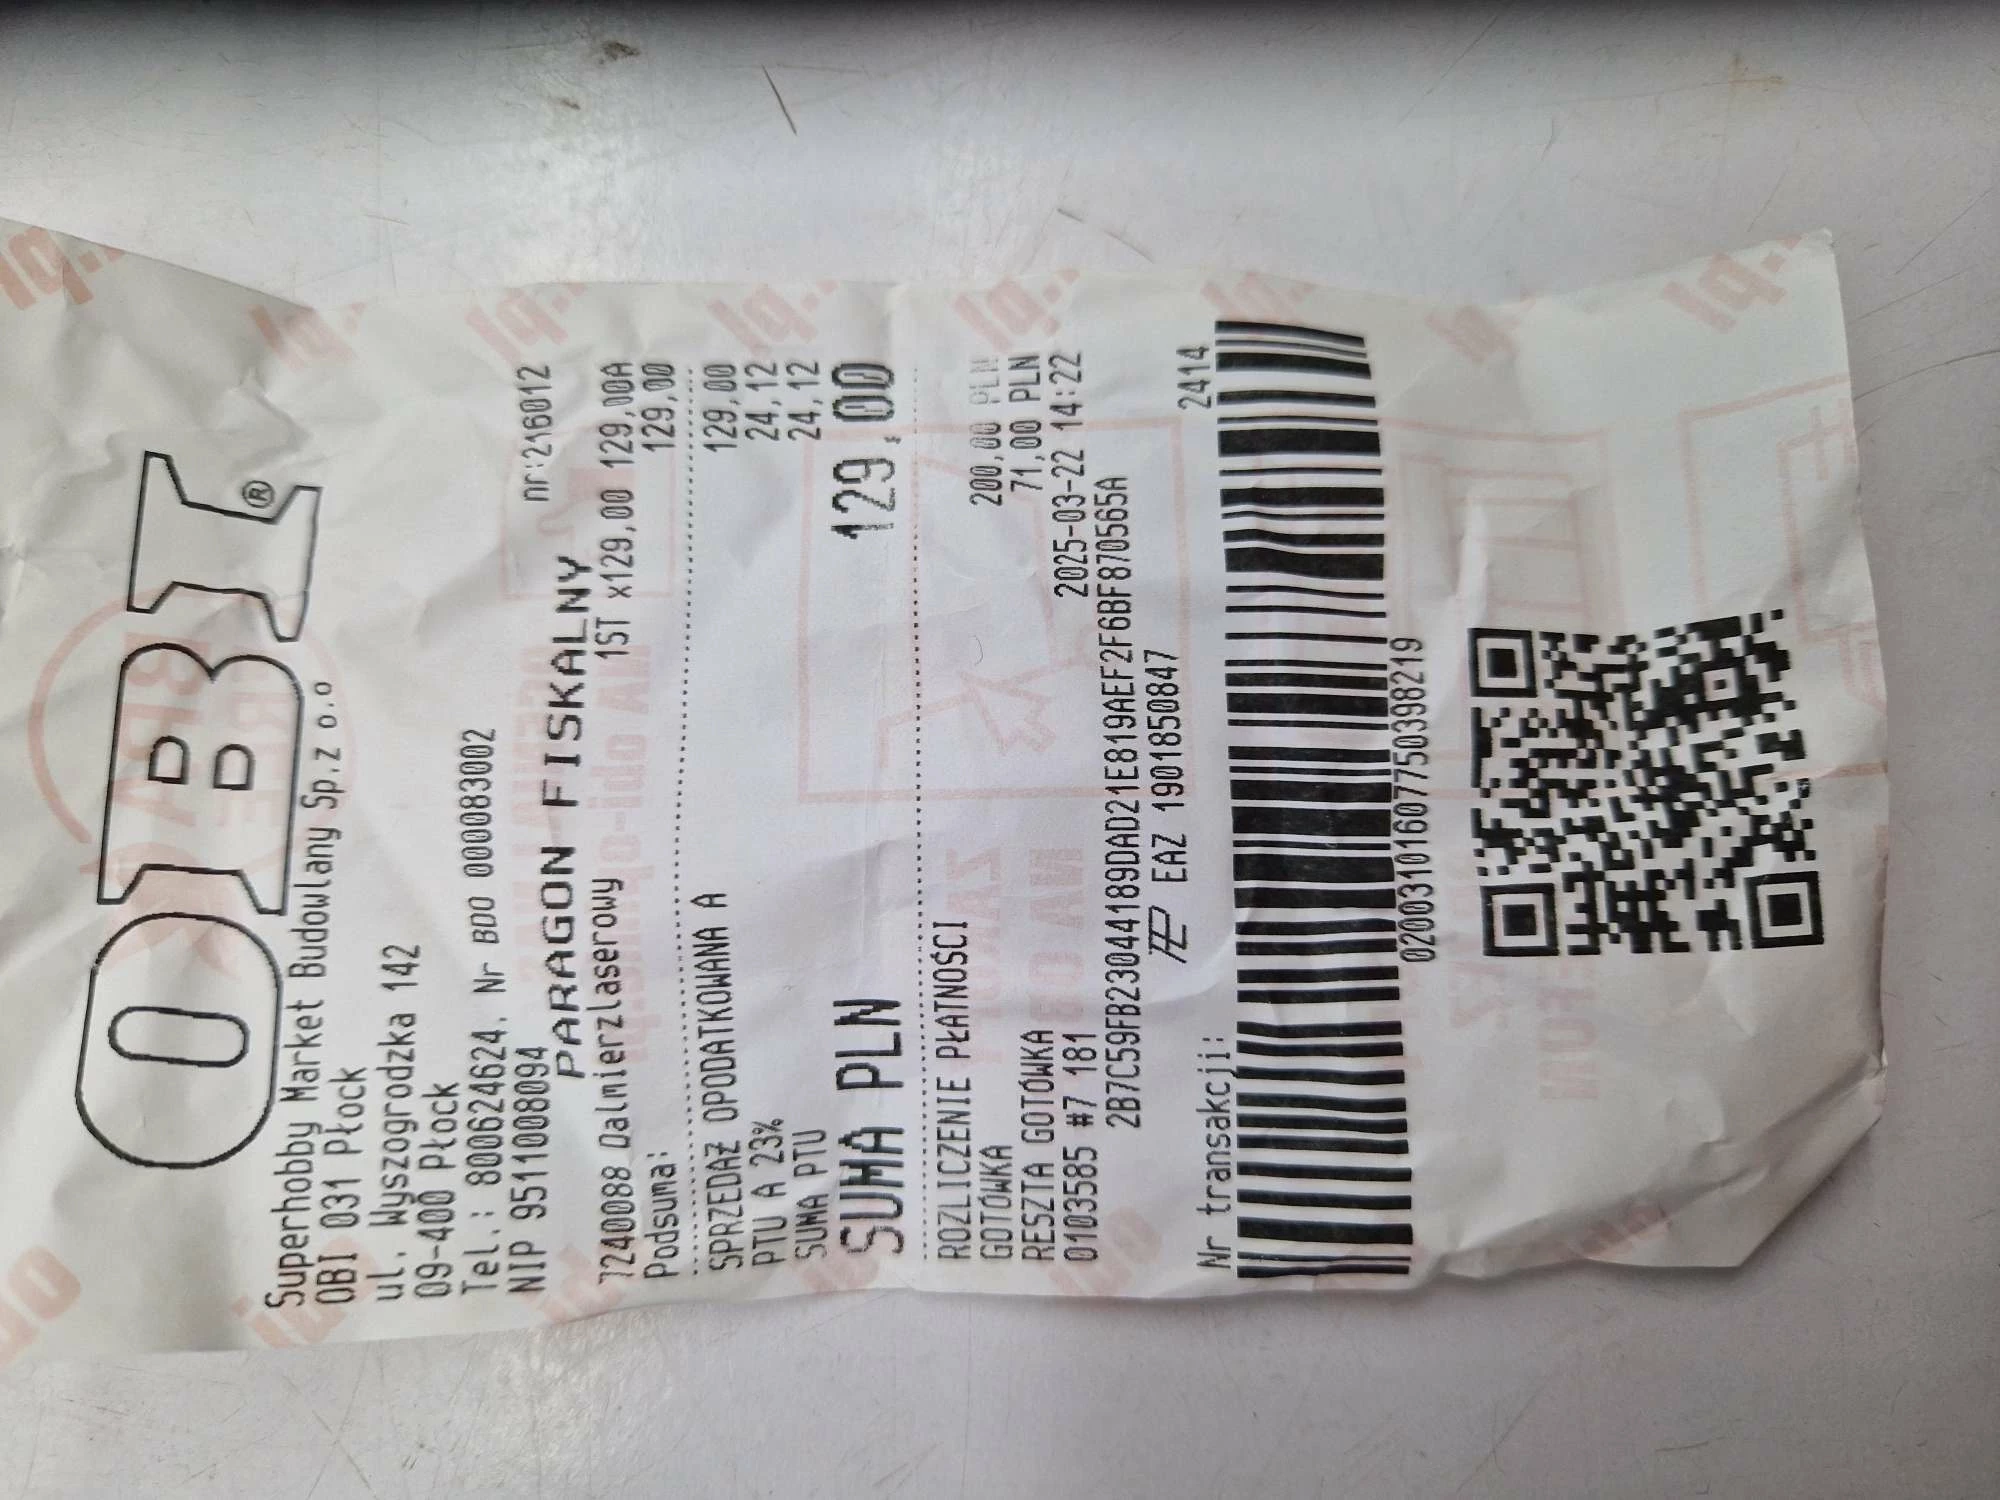 OBI®
Superhobby Market Budowlany Sp.z o.o
OBI 031 Płock
ul. Wyszogrodzka 142
09-400 Płock
Tel.: 800624624. Nr BDO 000083002
NIP 9511008094 nr:216012
PARAGON FISKALNY
7240088 Dalmierzlaserowy 1ST x129,00 129,00A
Podsuma: 129,00
SPRZEDAŻ OPODATKOWANA A 129,00
PTU A 23% 24,12
SUMA PTU 24,12
SUMA PLN 129,00
ROZLICZENIE PŁATNOŚCI
GOTÓWKA 200,00 PLN
RESZTA GOTÓWKA 71,00 PLN
0103585 #7 181 2025-03-22 14:22
2B7C59FB23044189DAD21E819AEF2F6BF870565A
EAZ 1901850847
Nr transakcji: 2414
02003101607750398219